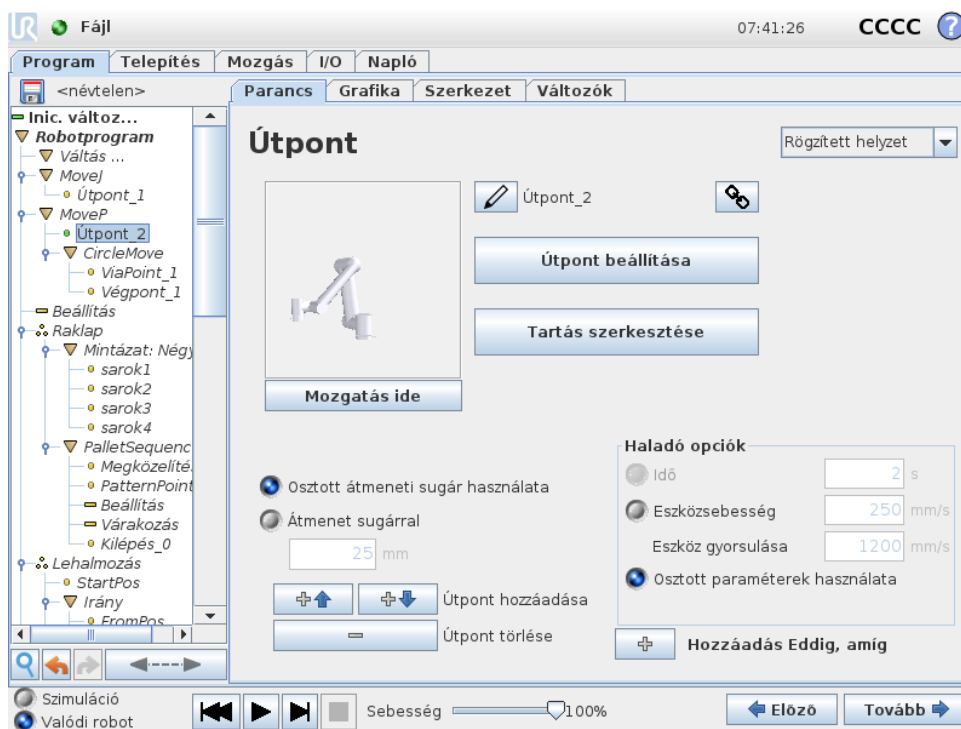 UR Fájl 07:41:26 CCCC ?
Program Telepítés Mozgás I/O Napló
<névtelen> Parancs Grafika Szerkezet Változók
Inic. változ...
Robotprogram
Váltás ...
MoveJ
Útpont_1
MoveP
Útpont_2
CircleMove
ViaPoint_1
Végpont_1
Beállítás
Raklap
Mintázat: Négy
sarok1
sarok2
sarok3
sarok4
PalletSequenc
Megközelíté
PatternPoint
Beállítás
Várakozás
Kilépés_0
Lehalmozás
StartPos
Irány
FromPos
Útpont
Rögzített helyzet
Útpont_2
Útpont beállítása
Tartás szerkesztése
Mozgatás ide
Osztott átmeneti sugár használata
Átmenet sugárral
25 mm
Útpont hozzáadása
Útpont törlése
Haladó opciók
Idő 2 s
Eszközsebesség 250 mm/s
Eszköz gyorsulása 1200 mm/s
Osztott paraméterek használata
Hozzáadás Eddig, amíg
Szimuláció
Valódi robot
Sebesség 100%
Előző Tovább